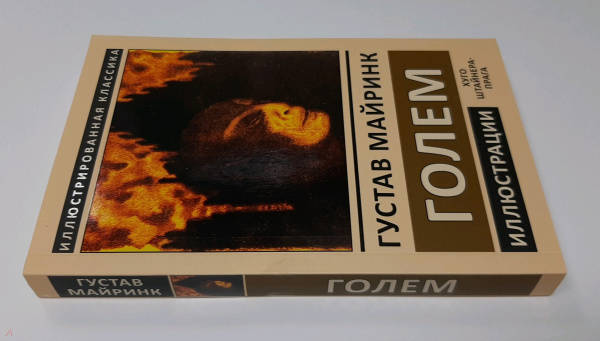 ИЛЛЮСТРИРОВАННАЯ КЛАССИКА
ГУСТАВ МАЙРИНК
ГОЛЕМ
ИЛЛЮСТРАЦИИ
ХУГО
ШТАЙНЕРА-
ПРАГА
ГУСТАВ
МАЙРИНК
ГОЛЕМ